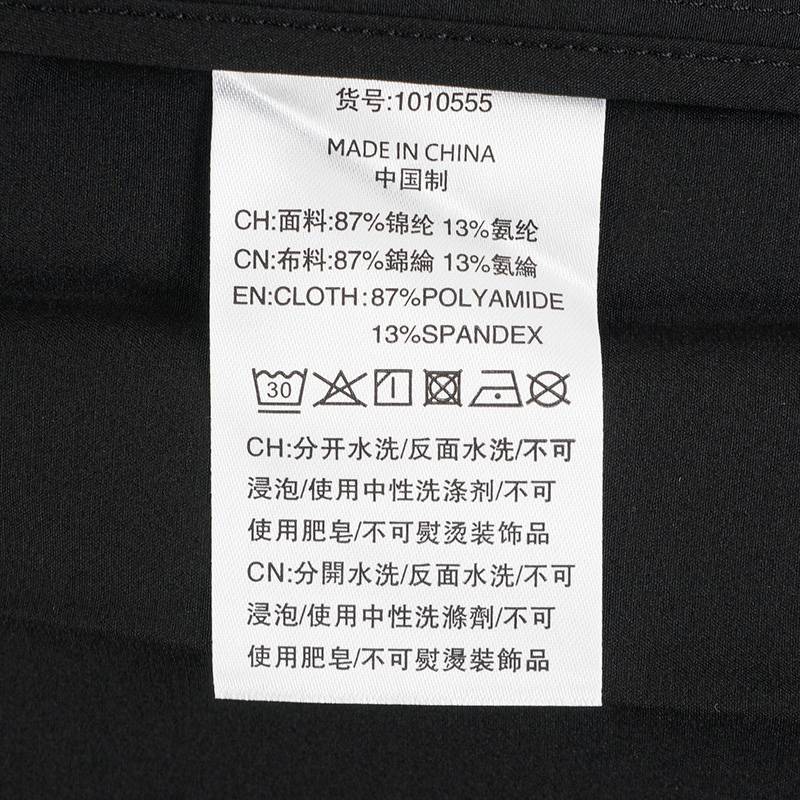 货号:1010555
MADE IN CHINA
中国制
CH:面料:87%锦纶 13%氨纶
CN:布料:87%錦綸 13%氨綸
EN:CLOTH:87%POLYAMIDE
13%SPANDEX
30
CH:分开水洗/反面水洗/不可
浸泡/使用中性洗涤剂/不可
使用肥皂/不可熨烫装饰品
CN:分開水洗/反面水洗/不可
浸泡/使用中性洗滌劑/不可
使用肥皂/不可熨燙裝飾品